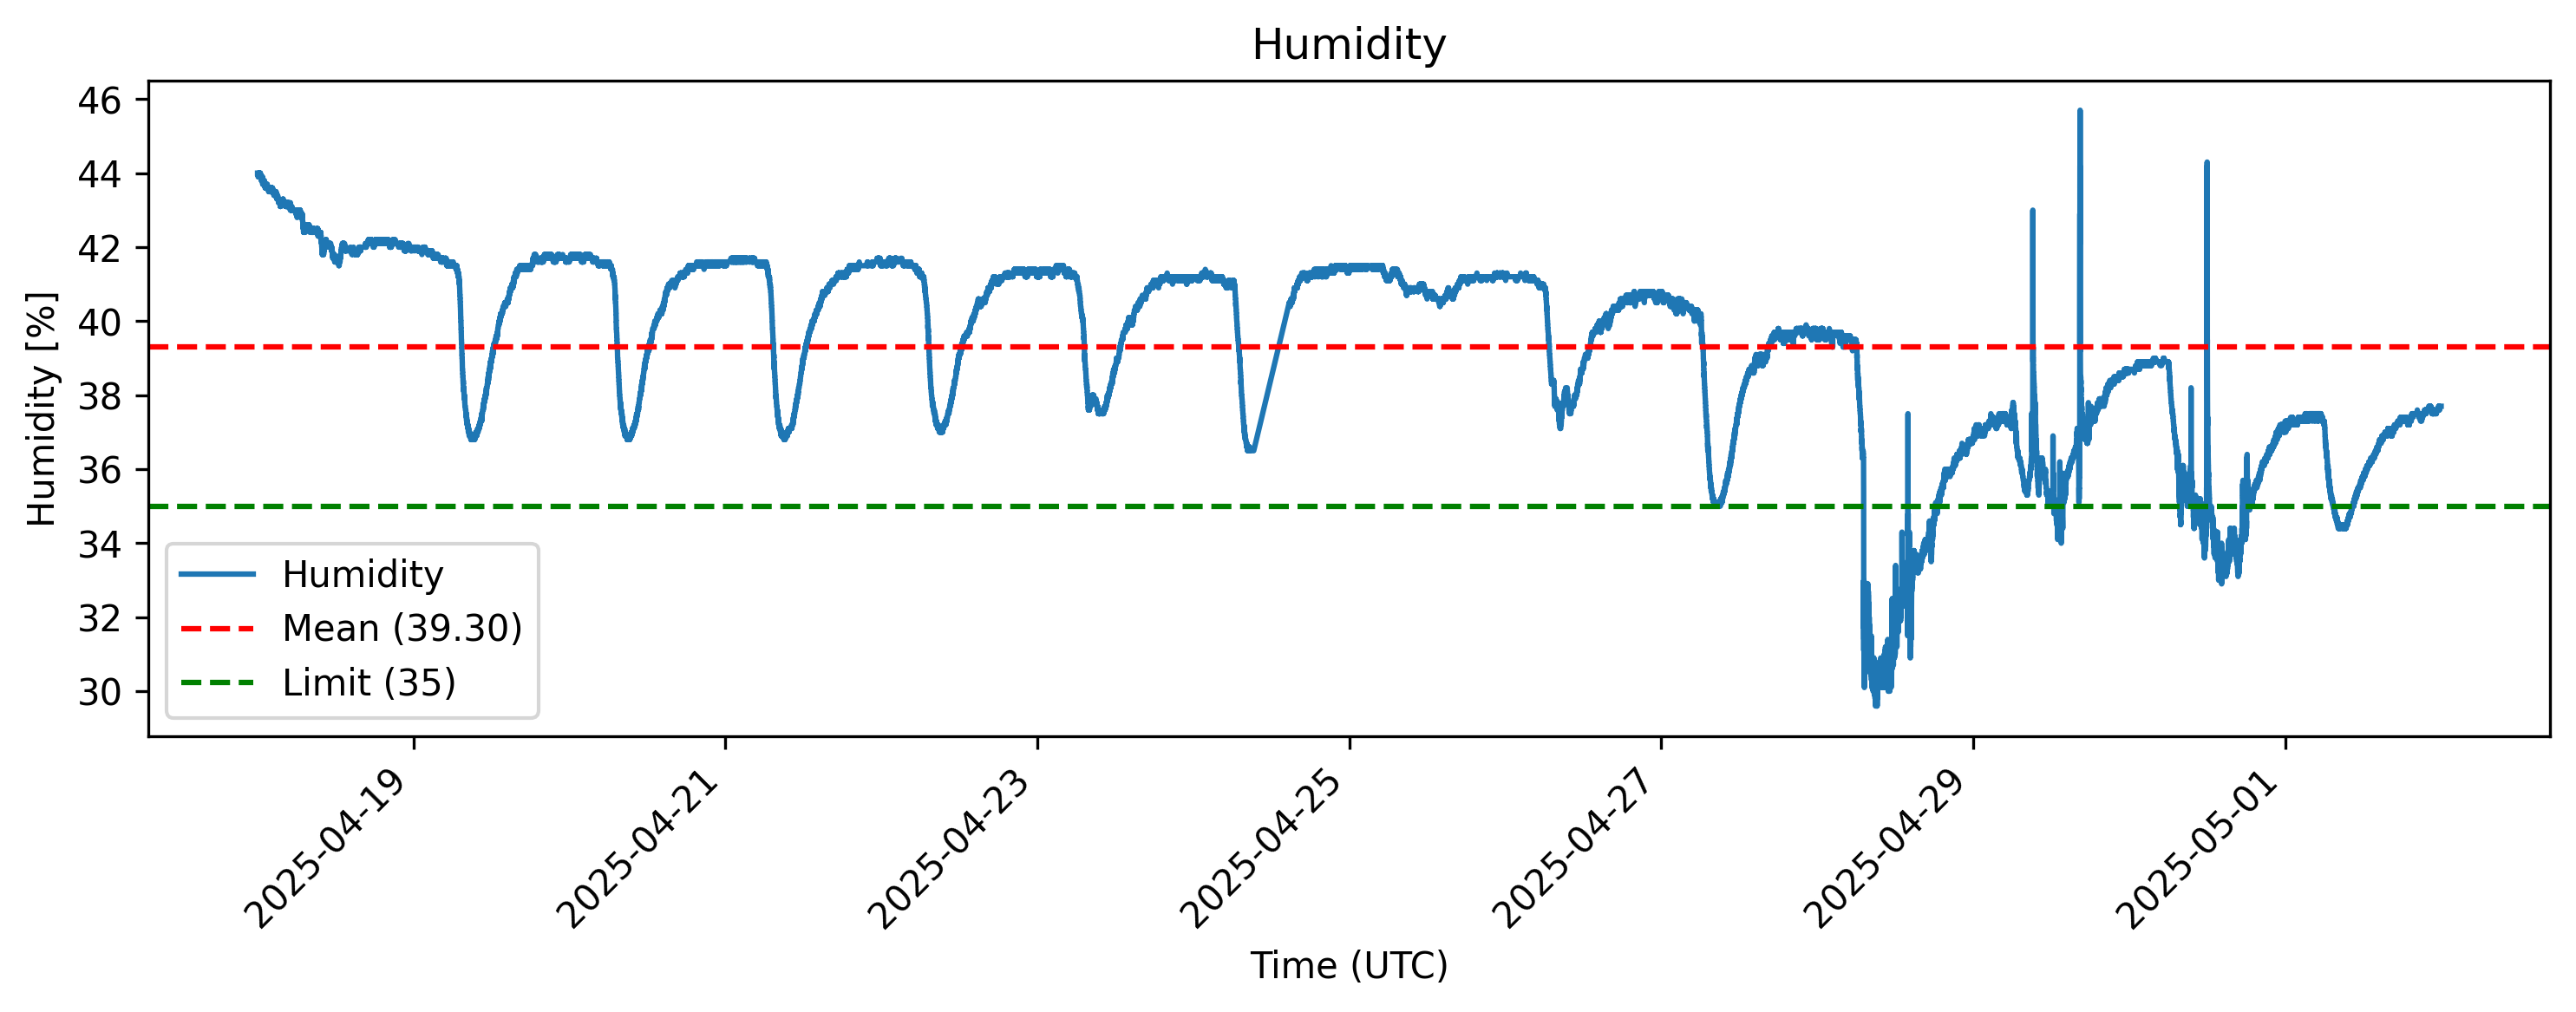 Humidity
46
44
42
40
38
36
34
32
30
Humidity [%]
Humidity
Mean (39.30)
Limit (35)
2025-04-19
2025-04-21
2025-04-23
2025-04-25
2025-04-27
2025-04-29
2025-05-01
Time (UTC)